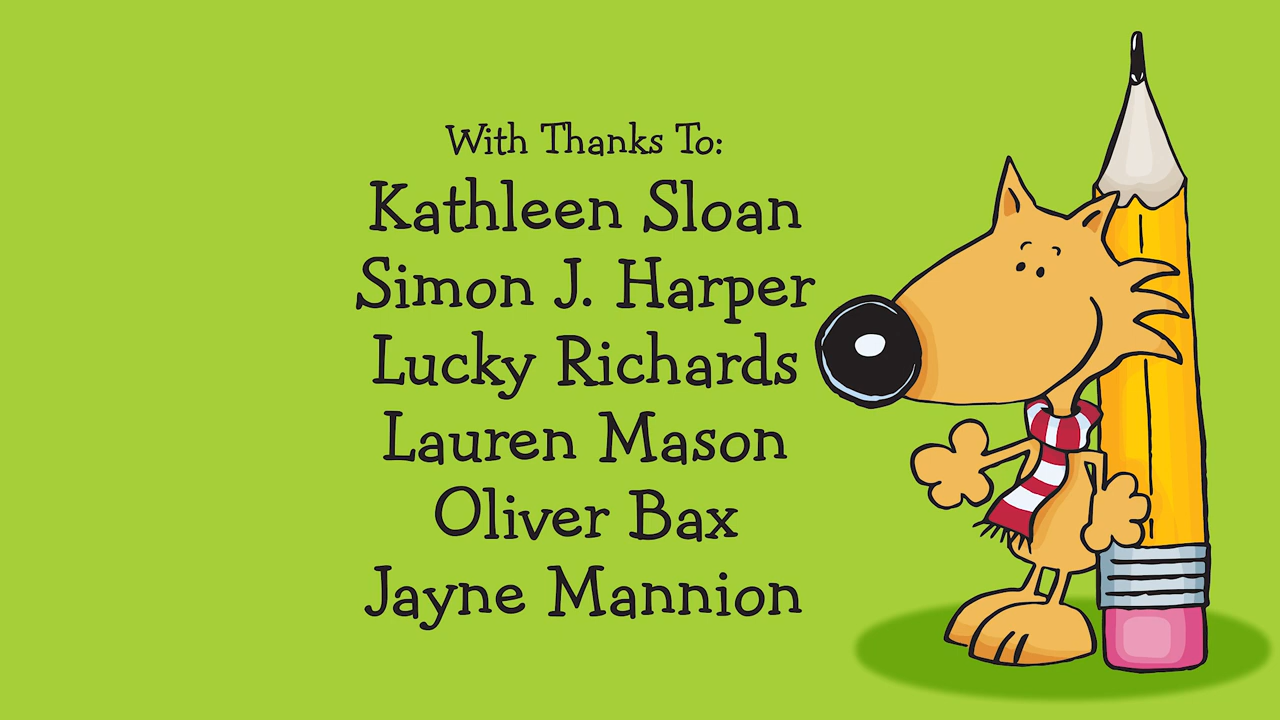 With Thanks To:
Kathleen Sloan
Simon J. Harper
Lucky Richards
Lauren Mason
Oliver Bax
Jayne Mannion